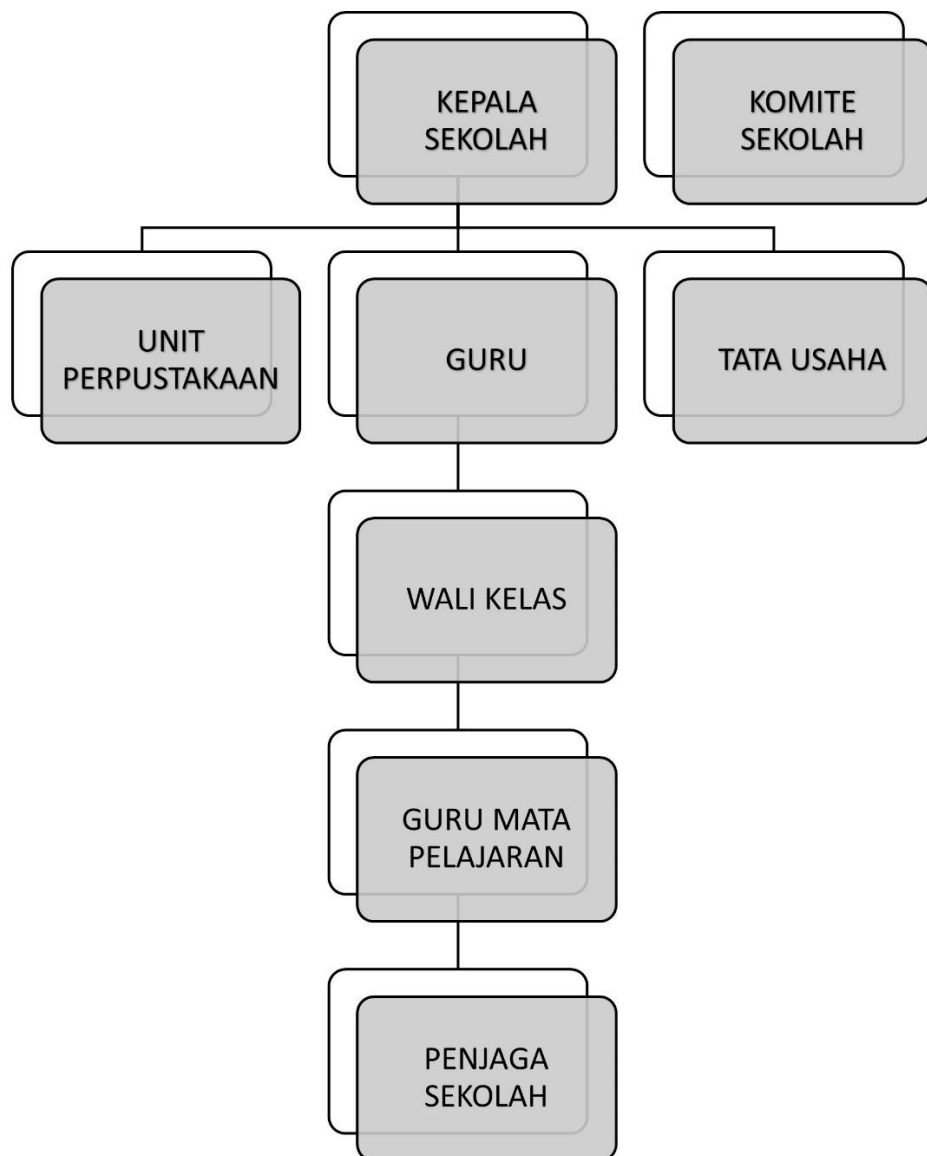 KEPALA
SEKOLAH
KOMITE
SEKOLAH
UNIT
PERPUSTAKAAN
GURU
TATA USAHA
WALI KELAS
GURU MATA
PELAJARAN
PENJAGA
SEKOLAH